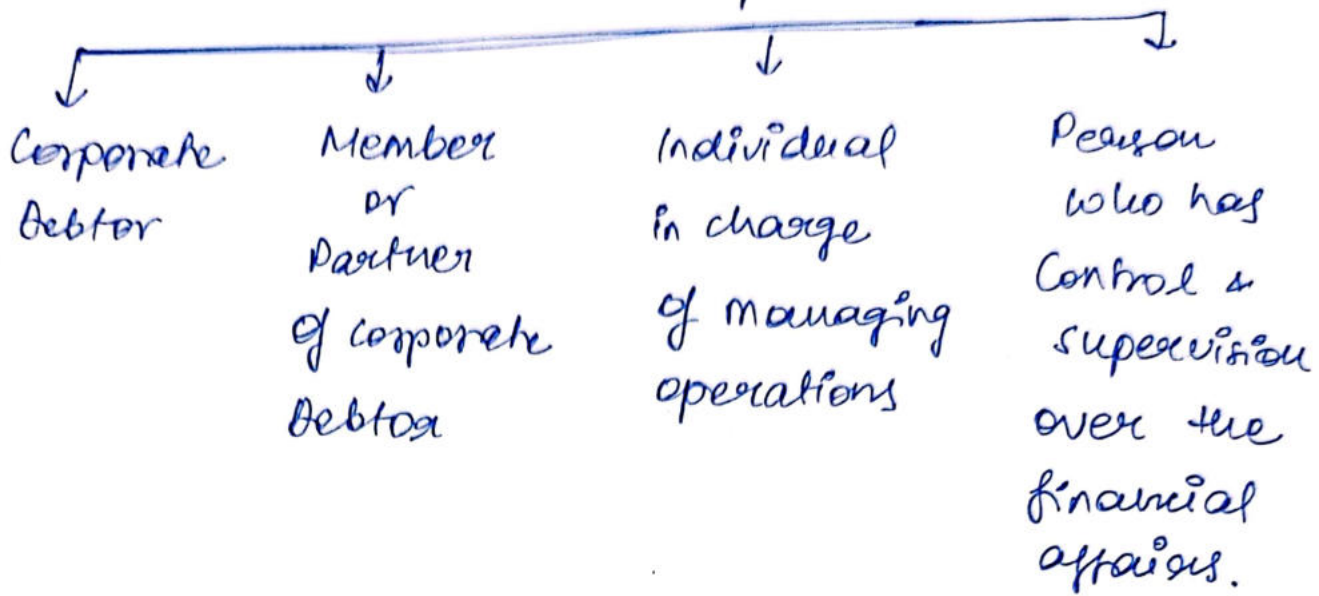 Corporate
Debtor
Member
or
Partner
of corporate
Debtor
Individual
in charge
of managing
operations
Person
who has
Control &
supervision
over the
financial
affairs.